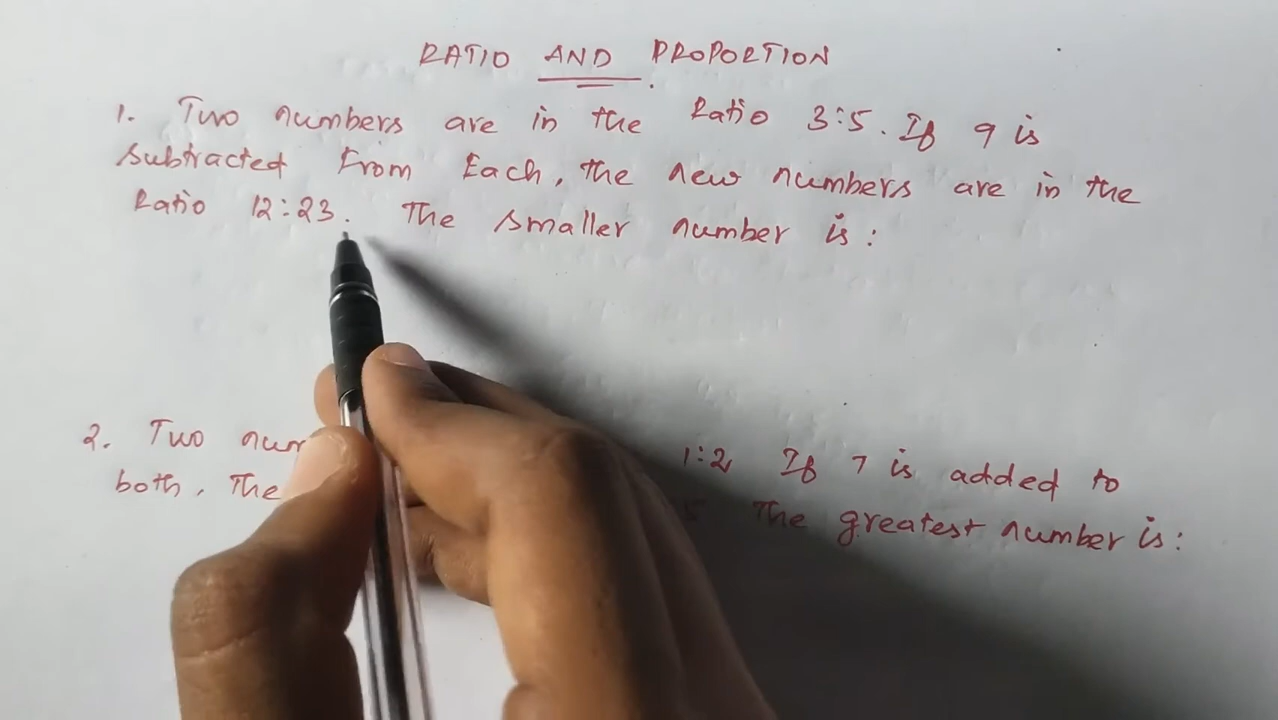 RATIO AND PROPORTION
1. Two numbers are in the Ratio 3:5. If 9 is
subtracted From Each, the new numbers are in the
Ratio 12:23. The smaller number is:
2. Two 1:2 If 7 is added to
both, The The greatest number is: